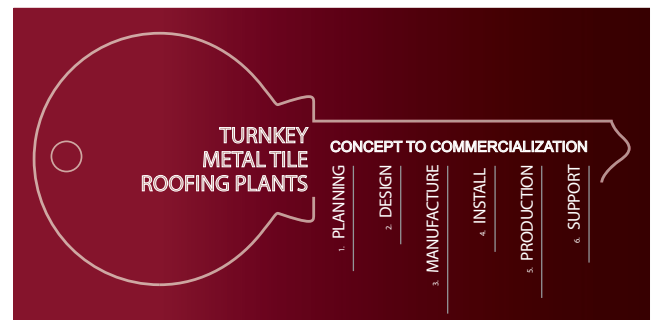 TURNKEY
METAL TILE
ROOFING PLANTS
CONCEPT TO COMMERCIALIZATION
1. PLANNING
2. DESIGN
3. MANUFACTURE
4. INSTALL
5. PRODUCTION
6. SUPPORT